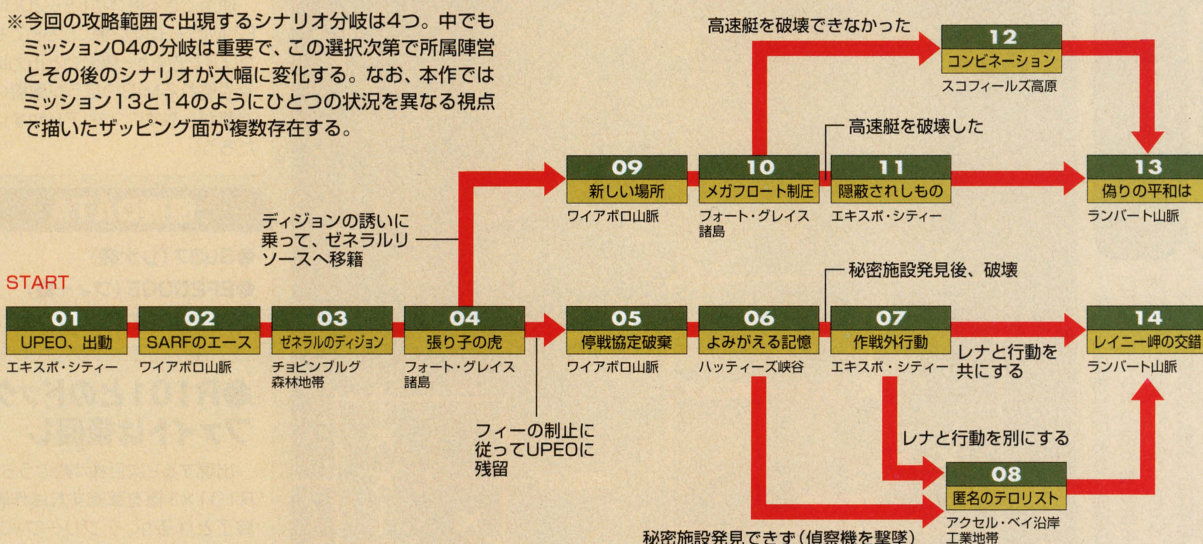 ※今回の攻略範囲で出現するシナリオ分岐は4つ。中でも
ミッション04の分岐は重要で、この選択次第で所属陣営
とその後のシナリオが大幅に変化する。なお、本作では
ミッション13と14のようにひとつの状況を異なる視点
で描いたザッピング面が複数存在する。
高速艇を破壊できなかった
12
コンビネーション
スコフィールズ高原
高速艇を破壊した
09
新しい場所
ワイアポロ山脈
10
メガフロート制圧
フォート・グレイス
諸島
11
隠蔽されしもの
エキスポ・シティー
13
偽りの平和は
ランバート山脈
ディジョンの誘いに
乗って、ゼネラルリ
ソースへ移籍
START
01
UPEO、出動
エキスポ・シティー
02
SARFのエース
ワイアポロ山脈
03
ゼネラルのディジョン
チョピンブルグ
森林地帯
04
張り子の虎
フォート・グレイス
諸島
フィーの制止に
従ってUPEOに
残留
05
停戦協定破棄
ワイアポロ山脈
06
よみがえる記憶
ハッティーズ峡谷
秘密施設発見後、破壊
07
作戦外行動
エキスポ・シティー
レナと行動を
共にする
14
レイニー岬の交錯
ランバート山脈
レナと行動を別にする
08
匿名のテロリスト
アクセル・ベイ沿岸
工業地帯
秘密施設発見できず(偵察機を撃墜)